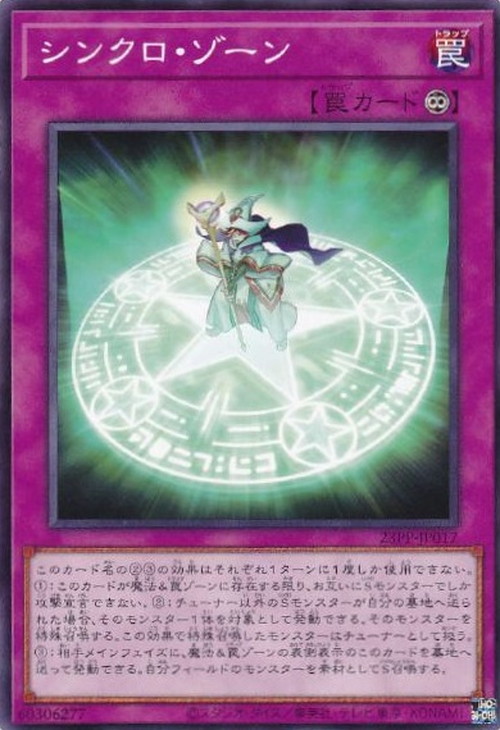 シンクロ・ゾーン
トラップ
罠
【罠カード】
23PP-JP017
このカード名の②③の効果はそれぞれ1ターンに1度しか使用できない。
①:このカードが魔法&罠ゾーンに存在する限り、お互いにSモンスターでしか
攻撃宣言できない。②:チューナー以外のSモンスターが自分の墓地へ送ら
れた場合、そのモンスター1体を対象として発動できる。そのモンスターを
特殊召喚する。この効果で特殊召喚したモンスターはチューナーとして扱う。
③:相手メインフェイズに、魔法&罠ゾーンの表側表示のこのカードを墓地へ
送って発動できる。自分フィールドのモンスターを素材としてS召喚する。
60306277
©スタジオ・ダイス/集英社・テレビ東京・KONAMI